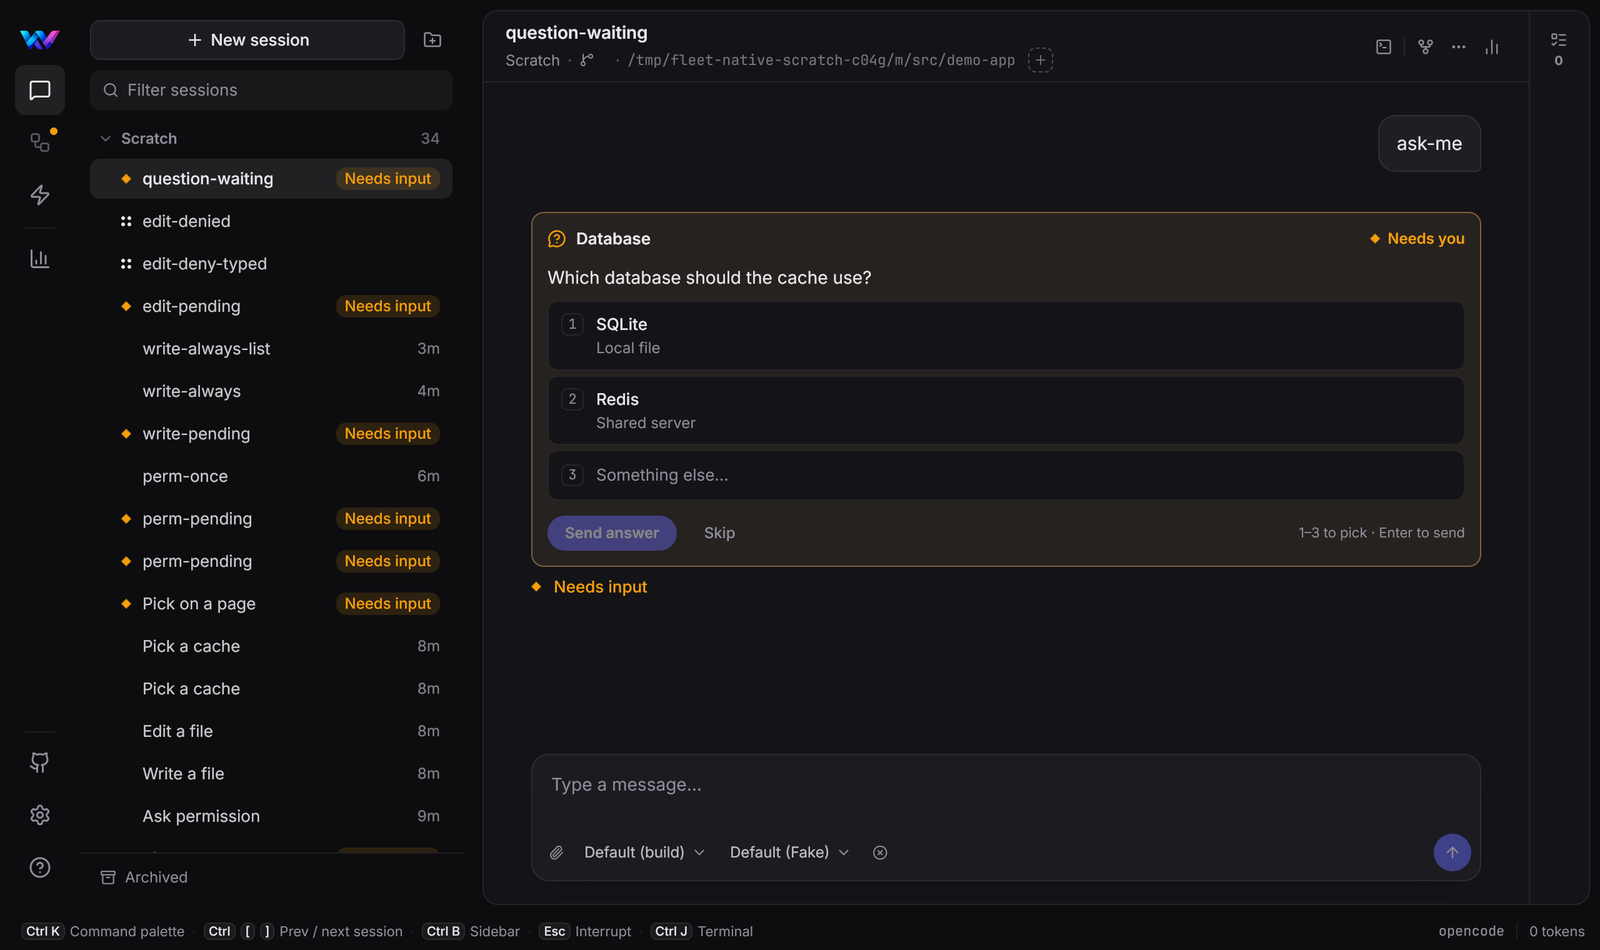 New session
Filter sessions
Scratch 34
question-waiting Needs input
edit-denied
edit-deny-typed
edit-pending Needs input
write-always-list 3m
write-always 4m
write-pending Needs input
perm-once 6m
perm-pending Needs input
perm-pending Needs input
Pick on a page Needs input
Pick a cache 8m
Pick a cache 8m
Edit a file 8m
Write a file 8m
Ask permission 9m
Archived
question-waiting
Scratch · · /tmp/fleet-native-scratch-c04g/m/src/demo-app
0
ask-me
Database Needs you
Which database should the cache use?
1 SQLite
Local file
2 Redis
Shared server
3 Something else...
Send answer Skip 1–3 to pick · Enter to send
Needs input
Type a message...
Default (build) Default (Fake)
Ctrl K Command palette · Ctrl [ ] Prev / next session · Ctrl B Sidebar · Esc Interrupt · Ctrl J Terminal opencode 0 tokens